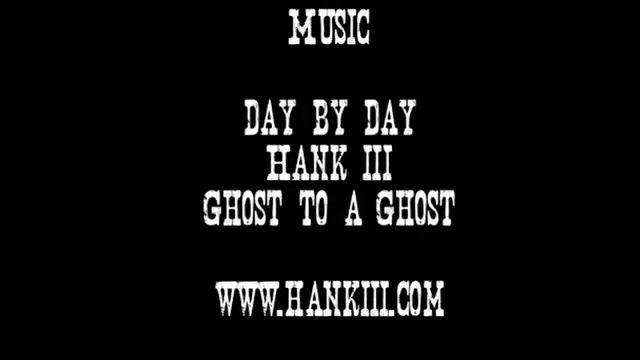 MUSIC
DAY BY DAY
HANK III
GHOST TO A GHOST
WWW.HANKIII.COM